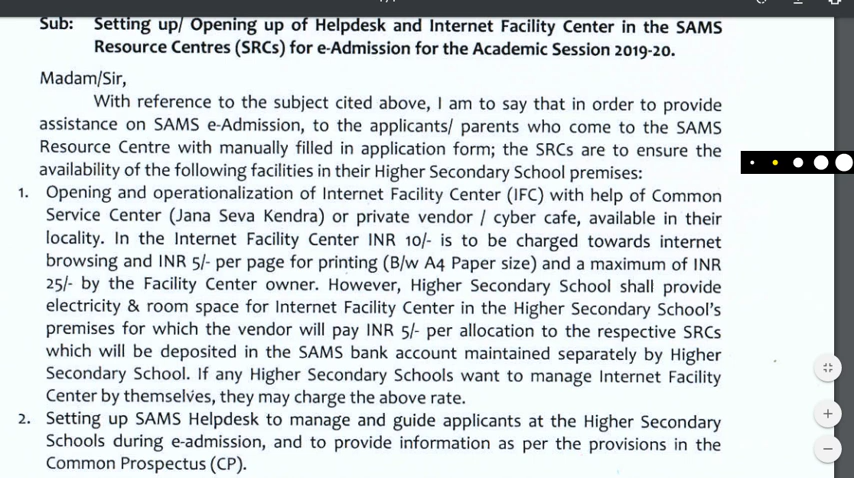 Sub: Setting up/ Opening up of Helpdesk and Internet Facility Center in the SAMS
Resource Centres (SRCs) for e-Admission for the Academic Session 2019-20.
Madam/Sir,
With reference to the subject cited above, I am to say that in order to provide
assistance on SAMS e-Admission, to the applicants/ parents who come to the SAMS
Resource Centre with manually filled in application form; the SRCs are to ensure the
availability of the following facilities in their Higher Secondary School premises:
1. Opening and operationalization of Internet Facility Center (IFC) with help of Common
Service Center (Jana Seva Kendra) or private vendor / cyber cafe, available in their
locality. In the Internet Facility Center INR 10/- is to be charged towards internet
browsing and INR 5/- per page for printing (B/w A4 Paper size) and a maximum of INR
25/- by the Facility Center owner. However, Higher Secondary School shall provide
electricity & room space for Internet Facility Center in the Higher Secondary School's
premises for which the vendor will pay INR 5/- per allocation to the respective SRCs
which will be deposited in the SAMS bank account maintained separately by Higher
Secondary School. If any Higher Secondary Schools want to manage Internet Facility
Center by themselves, they may charge the above rate.
2. Setting up SAMS Helpdesk to manage and guide applicants at the Higher Secondary
Schools during e-admission, and to provide information as per the provisions in the
Common Prospectus (CP).